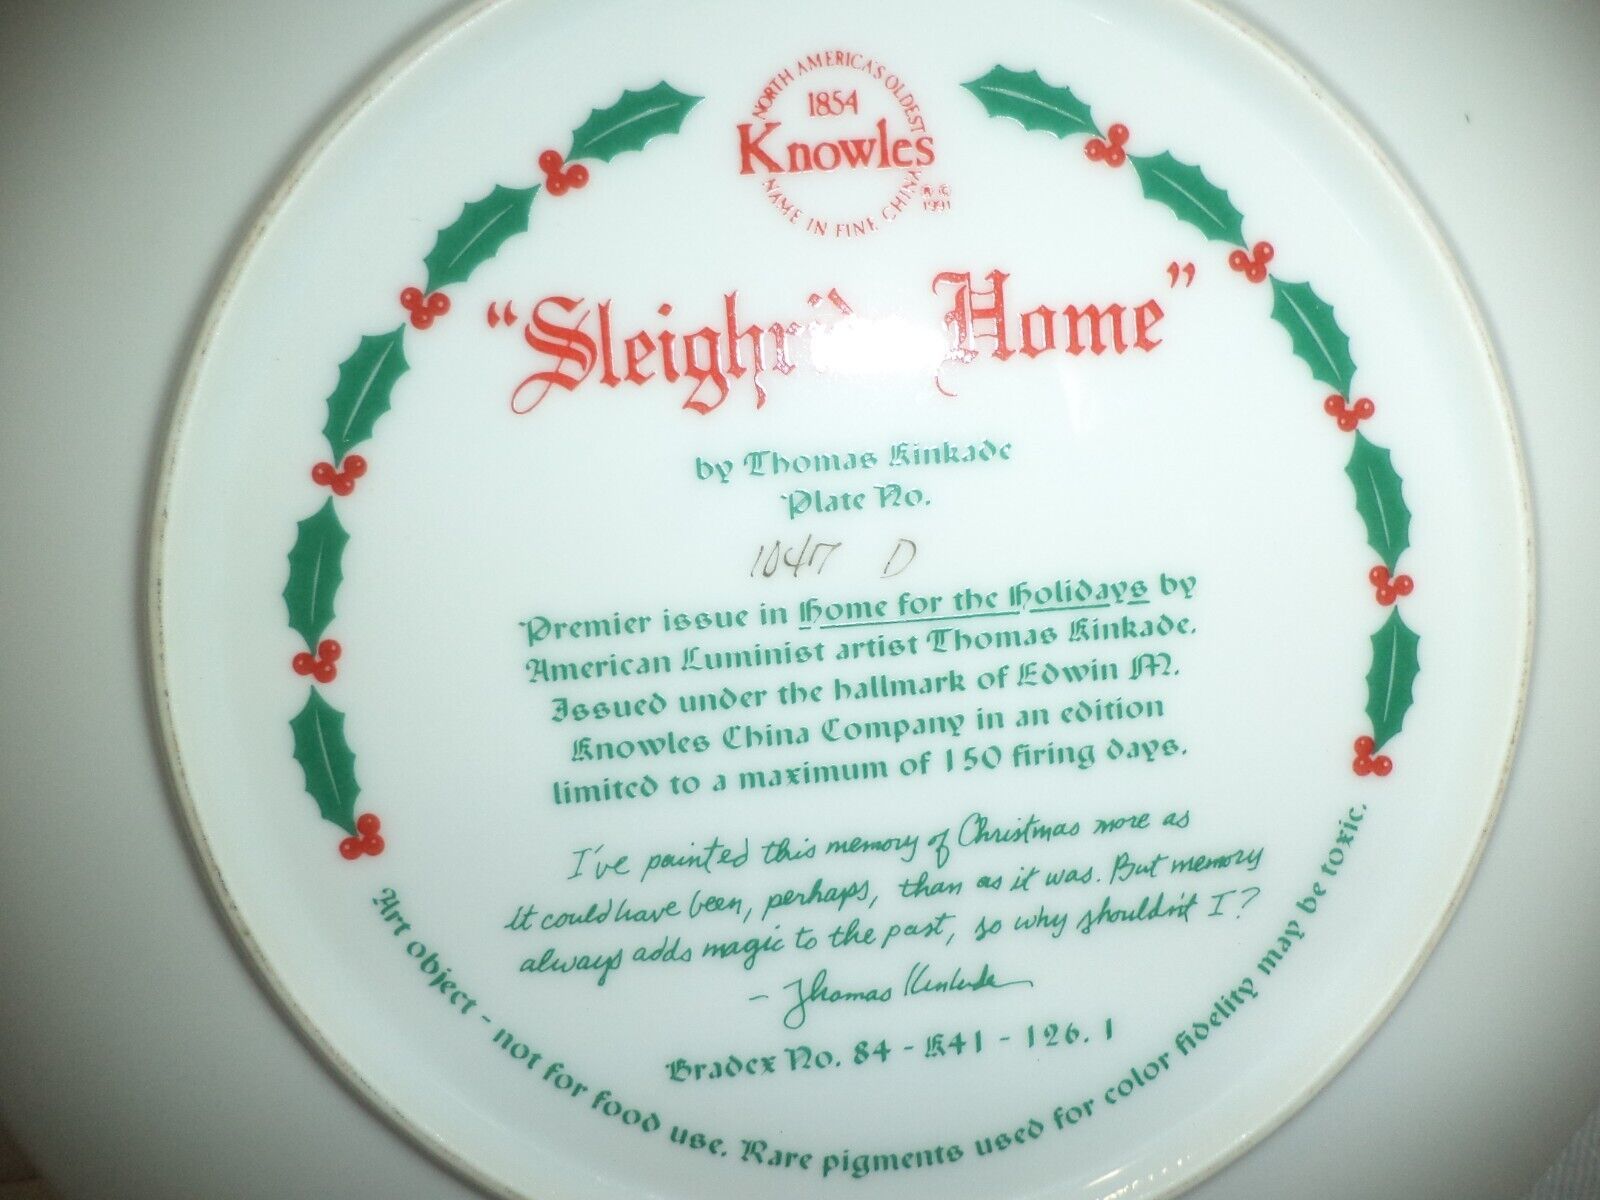 NORTH AMERICA'S OLDEST
1854
Knowles
NAME IN FINE CHINA
® ©
1991
"Sleighride Home"
by Thomas Kinkade
Plate No.
1047 D
Premier issue in Home for the Holidays by
American Luminist artist Thomas Kinkade.
Issued under the hallmark of Edwin M.
Knowles China Company in an edition
limited to a maximum of 150 firing days.
I've painted this memory of Christmas more as
it could have been, perhaps, than as it was. But memory
always adds magic to the past, so why shouldn't I?
- Thomas Kinkade
Bradex No. 84 - K41 - 126.1
Art object - not for food use. Rare pigments used for color fidelity may be toxic.